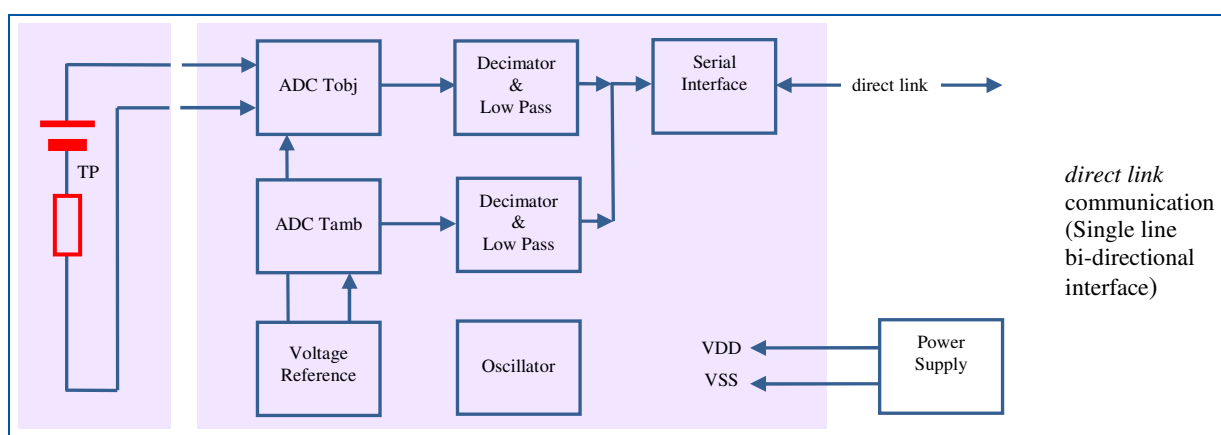 ADC Tobj
Decimator
&
Low Pass
Serial
Interface
direct link
TP
ADC Tamb
Decimator
&
Low Pass
direct link
communication
(Single line
bi-directional
interface)
Voltage
Reference
Oscillator
VDD
VSS
Power
Supply